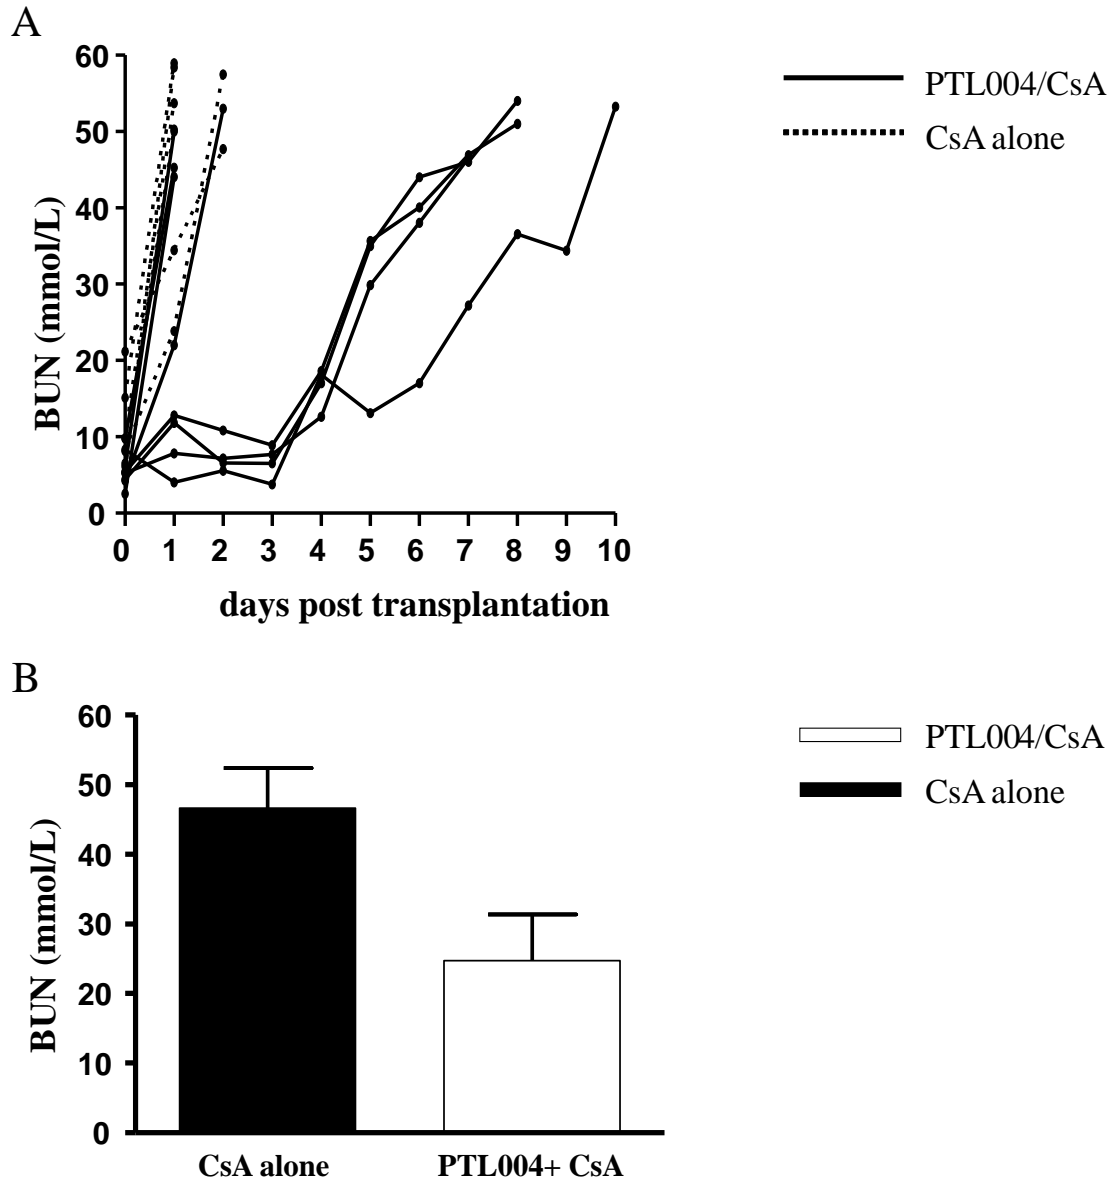 A
60
50
40
30
20
10
0
BUN (mmol/L)
0 1 2 3 4 5 6 7 8 9 10
days post transplantation
PTL004/CsA
CsA alone
B
60
50
40
30
20
10
0
BUN (mmol/L)
CsA alone PTL004+ CsA
PTL004/CsA
CsA alone